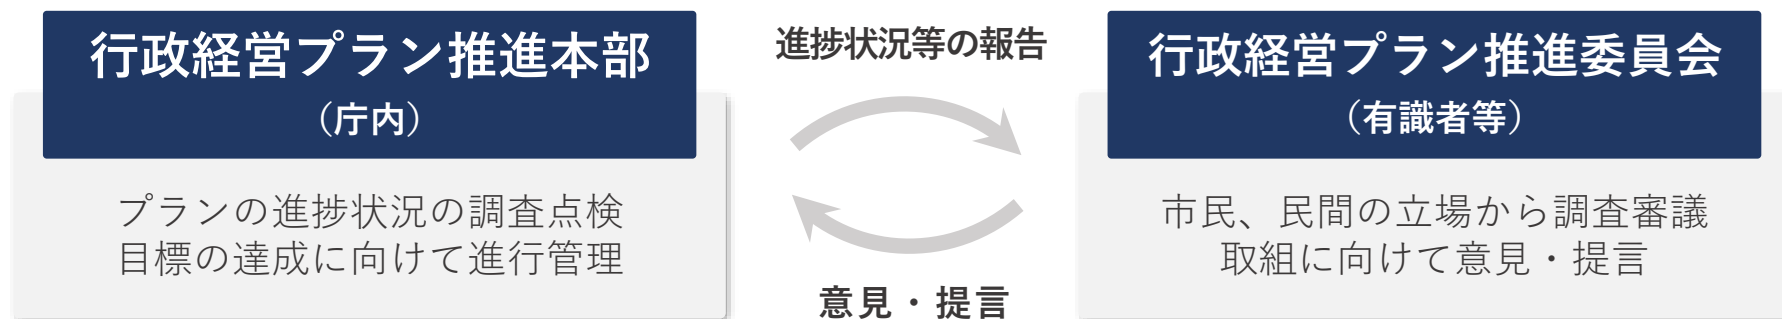 行政経営プラン推進本部
（庁内）
プランの進捗状況の調査点検
目標の達成に向けて進行管理
進捗状況等の報告
意見・提言
行政経営プラン推進委員会
（有識者等）
市民、民間の立場から調査審議
取組に向けて意見・提言